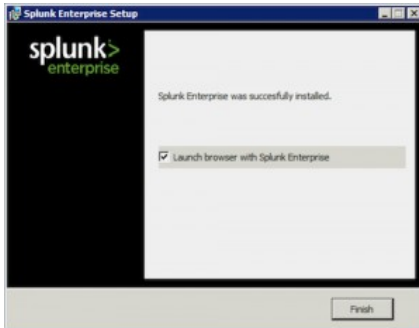 Splunk Enterprise Setup
splunk>
enterprise
Splunk Enterprise was succesfully installed.
Launch browser with Splunk Enterprise
Finish